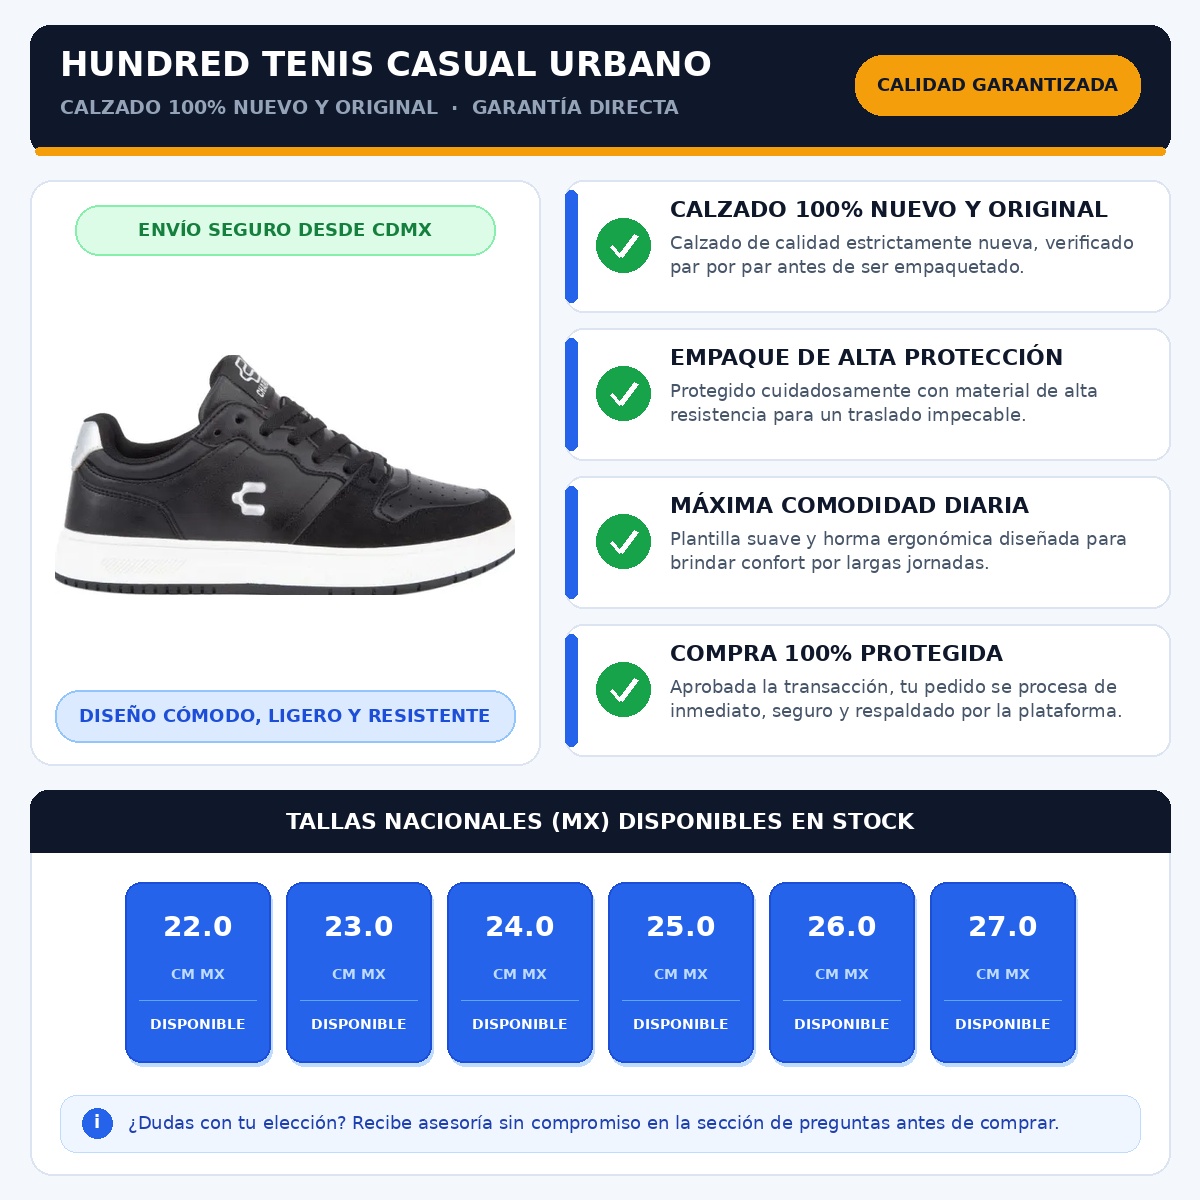 HUNDRED TENIS CASUAL URBANO
CALZADO 100% NUEVO Y ORIGINAL · GARANTÍA DIRECTA
CALIDAD GARANTIZADA
ENVÍO SEGURO DESDE CDMX
DISEÑO CÓMODO, LIGERO Y RESISTENTE
CALZADO 100% NUEVO Y ORIGINAL
Calzado de calidad estrictamente nueva, verificado
par por par antes de ser empaquetado.
EMPAQUE DE ALTA PROTECCIÓN
Protegido cuidadosamente con material de alta
resistencia para un traslado impecable.
MÁXIMA COMODIDAD DIARIA
Plantilla suave y horma ergonómica diseñada para
brindar confort por largas jornadas.
COMPRA 100% PROTEGIDA
Aprobada la transacción, tu pedido se procesa de
inmediato, seguro y respaldado por la plataforma.
TALLAS NACIONALES (MX) DISPONIBLES EN STOCK
22.0
CM MX
DISPONIBLE
23.0
CM MX
DISPONIBLE
24.0
CM MX
DISPONIBLE
25.0
CM MX
DISPONIBLE
26.0
CM MX
DISPONIBLE
27.0
CM MX
DISPONIBLE
i
¿Dudas con tu elección? Recibe asesoría sin compromiso en la sección de preguntas antes de comprar.